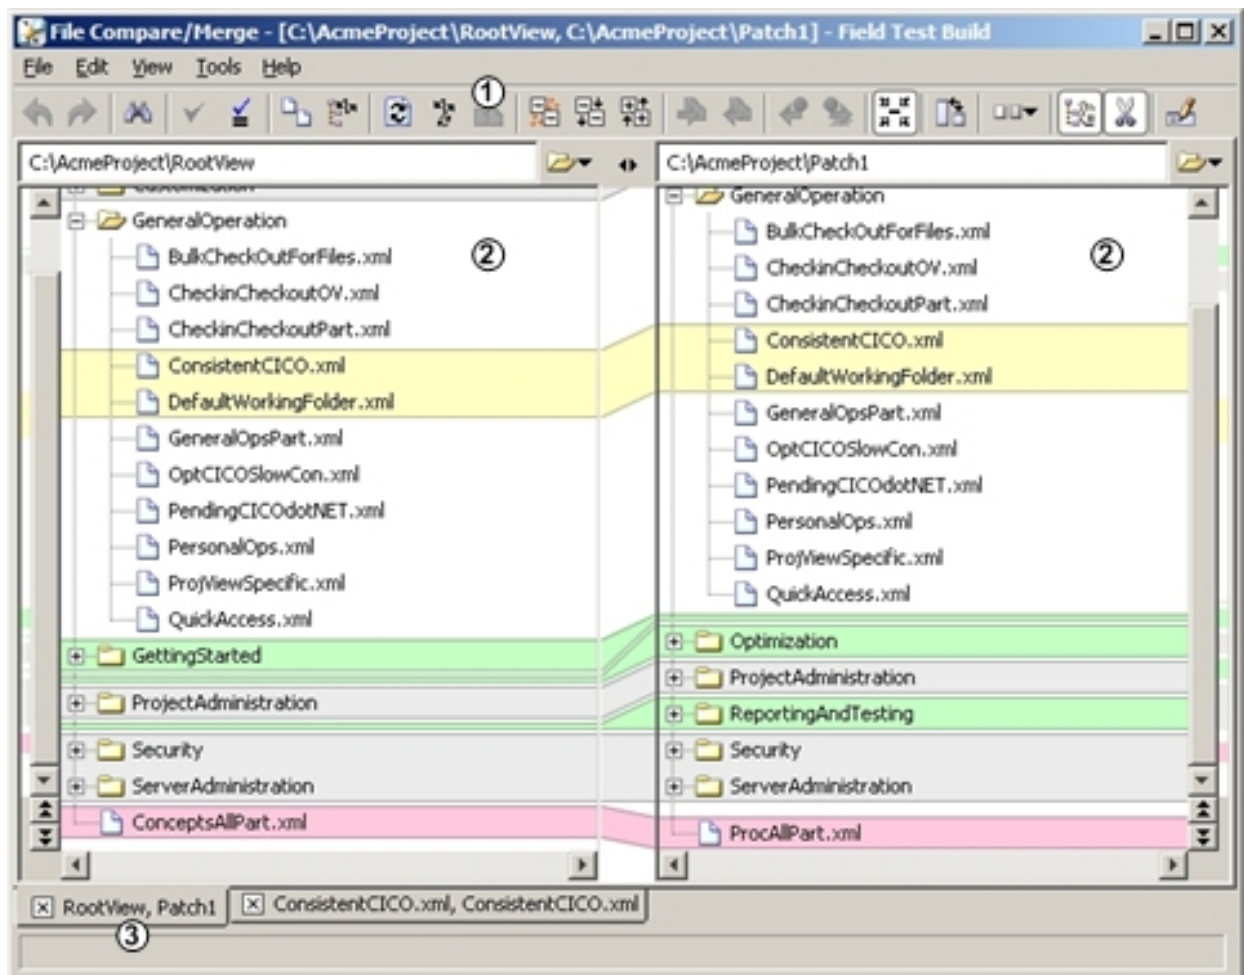 File Compare/Merge - [C:\AcmeProject\RootView, C:\AcmeProject\Patch1] - Field Test Build
File Edit View Tools Help
1
C:\AcmeProject\RootView
C:\AcmeProject\Patch1
Customization
GeneralOperation
2
BulkCheckOutForFiles.xml
CheckinCheckoutOV.xml
CheckinCheckoutPart.xml
ConsistentCICO.xml
DefaultWorkingFolder.xml
GeneralOpsPart.xml
OptCICOSlowCon.xml
PendingCICOdotNET.xml
PersonalOps.xml
ProjViewSpecific.xml
QuickAccess.xml
GettingStarted
ProjectAdministration
Security
ServerAdministration
ConceptsAllPart.xml
GeneralOperation
BulkCheckOutForFiles.xml
2
CheckinCheckoutOV.xml
CheckinCheckoutPart.xml
ConsistentCICO.xml
DefaultWorkingFolder.xml
GeneralOpsPart.xml
OptCICOSlowCon.xml
PendingCICOdotNET.xml
PersonalOps.xml
ProjViewSpecific.xml
QuickAccess.xml
Optimization
ProjectAdministration
ReportingAndTesting
Security
ServerAdministration
ProcAllPart.xml
RootView, Patch1
ConsistentCICO.xml, ConsistentCICO.xml
3